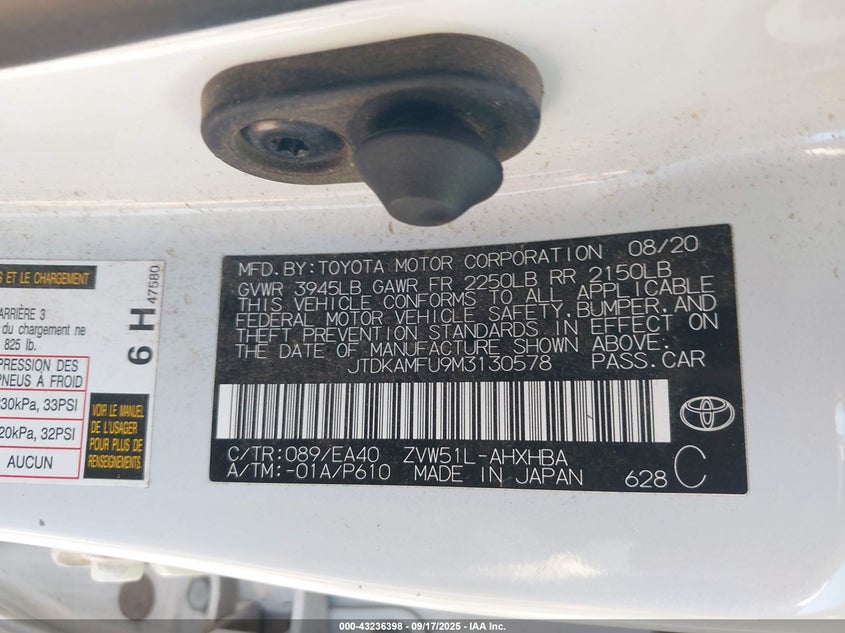 S ET LE CHARGEMENT
ARRIÈRE 3
du chargement ne
825 lb.
PRESSION DES
PNEUS À FROID
230kPa, 33PSI
220kPa, 32PSI
AUCUN
6 H 47580
VOIR LE MANUEL
DE L'USAGER
POUR PLUS DE
RENSEIGNEMENTS
MFD.BY:TOYOTA MOTOR CORPORATION 08/20
GVWR 3945LB GAWR FR 2250LB RR 2150LB
THIS VEHICLE CONFORMS TO ALL APPLICABLE
FEDERAL MOTOR VEHICLE SAFETY,BUMPER,AND
THEFT PREVENTION STANDARDS IN EFFECT ON
THE DATE OF MANUFACTURE SHOWN ABOVE.
JTDKAMFU9M3130578 PASS.CAR
C/TR:089/EA40 ZVW51L-AHXHBA
A/TM:-01A/P610 MADE IN JAPAN 628 C
000-43236398 - 09/17/2025 - IAA Inc.